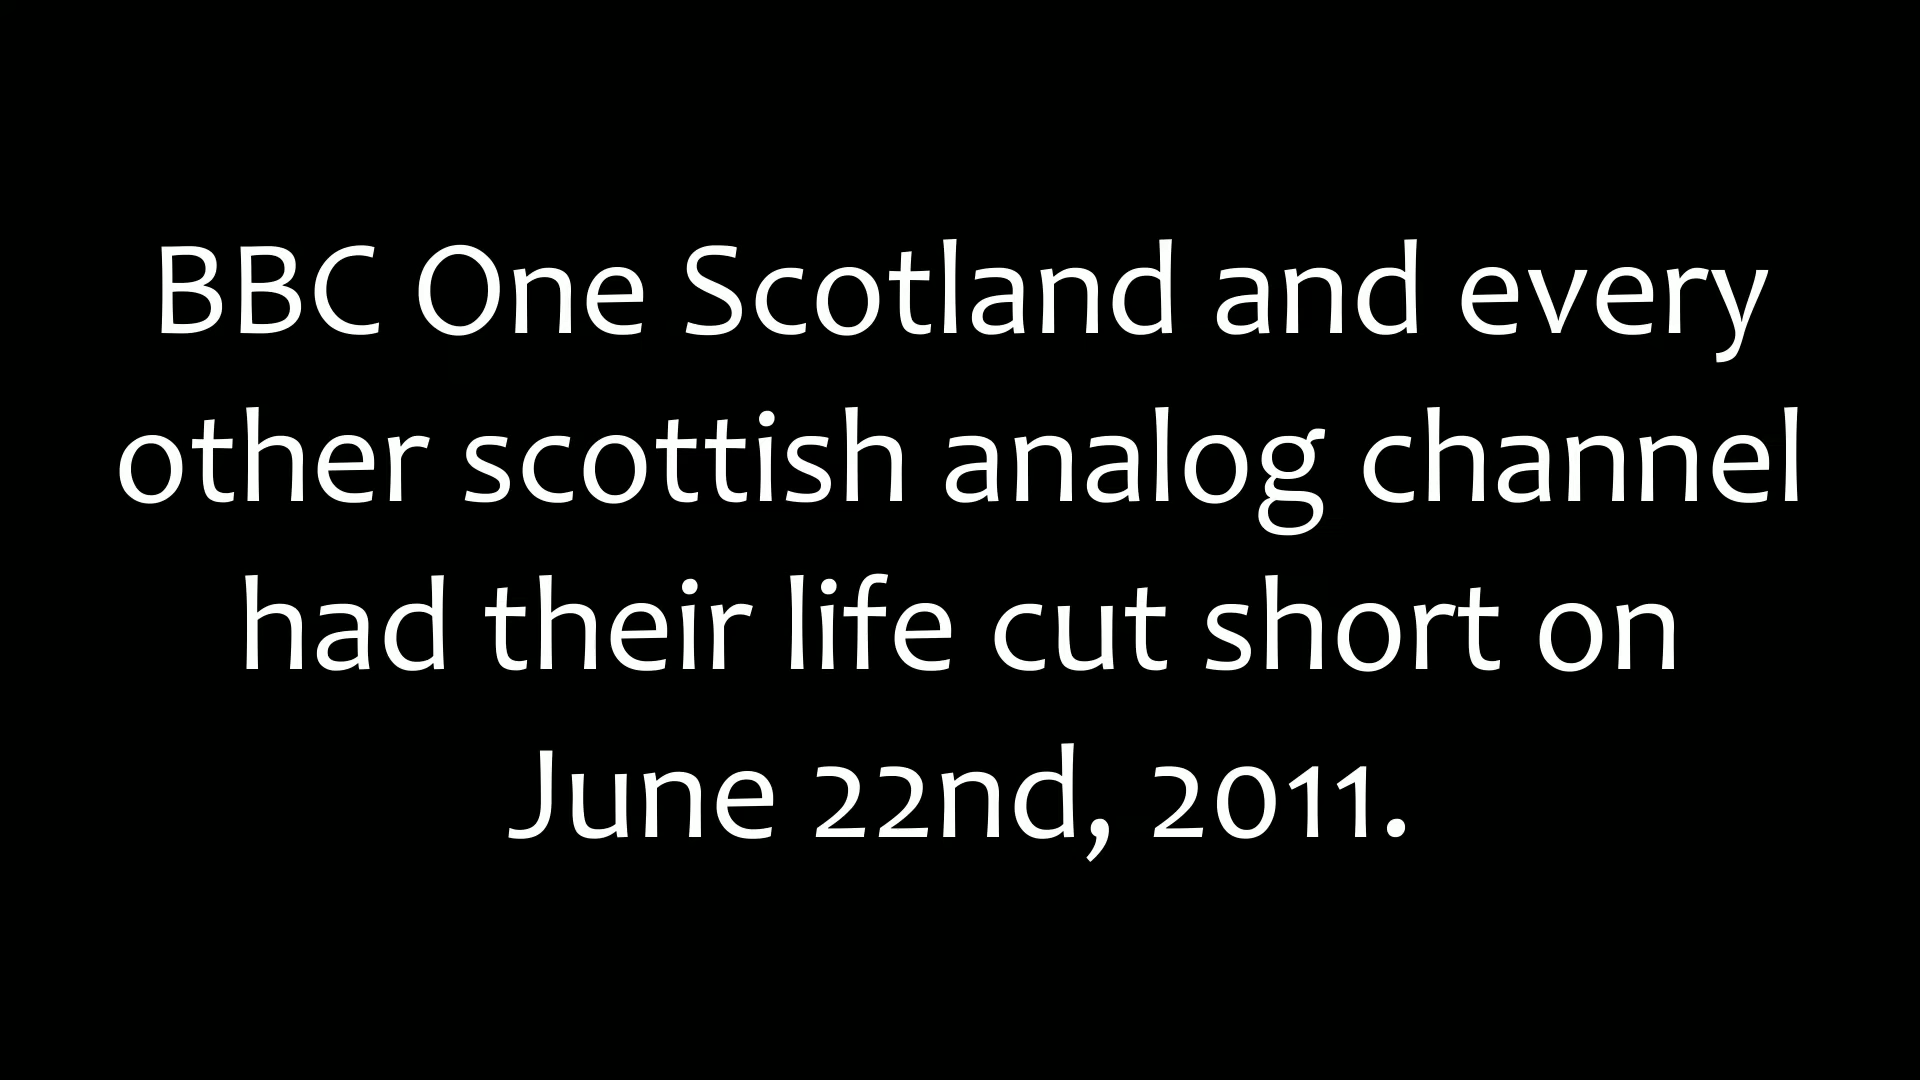 BBC One Scotland and every
other scottish analog channel
had their life cut short on
June 22nd, 2011.